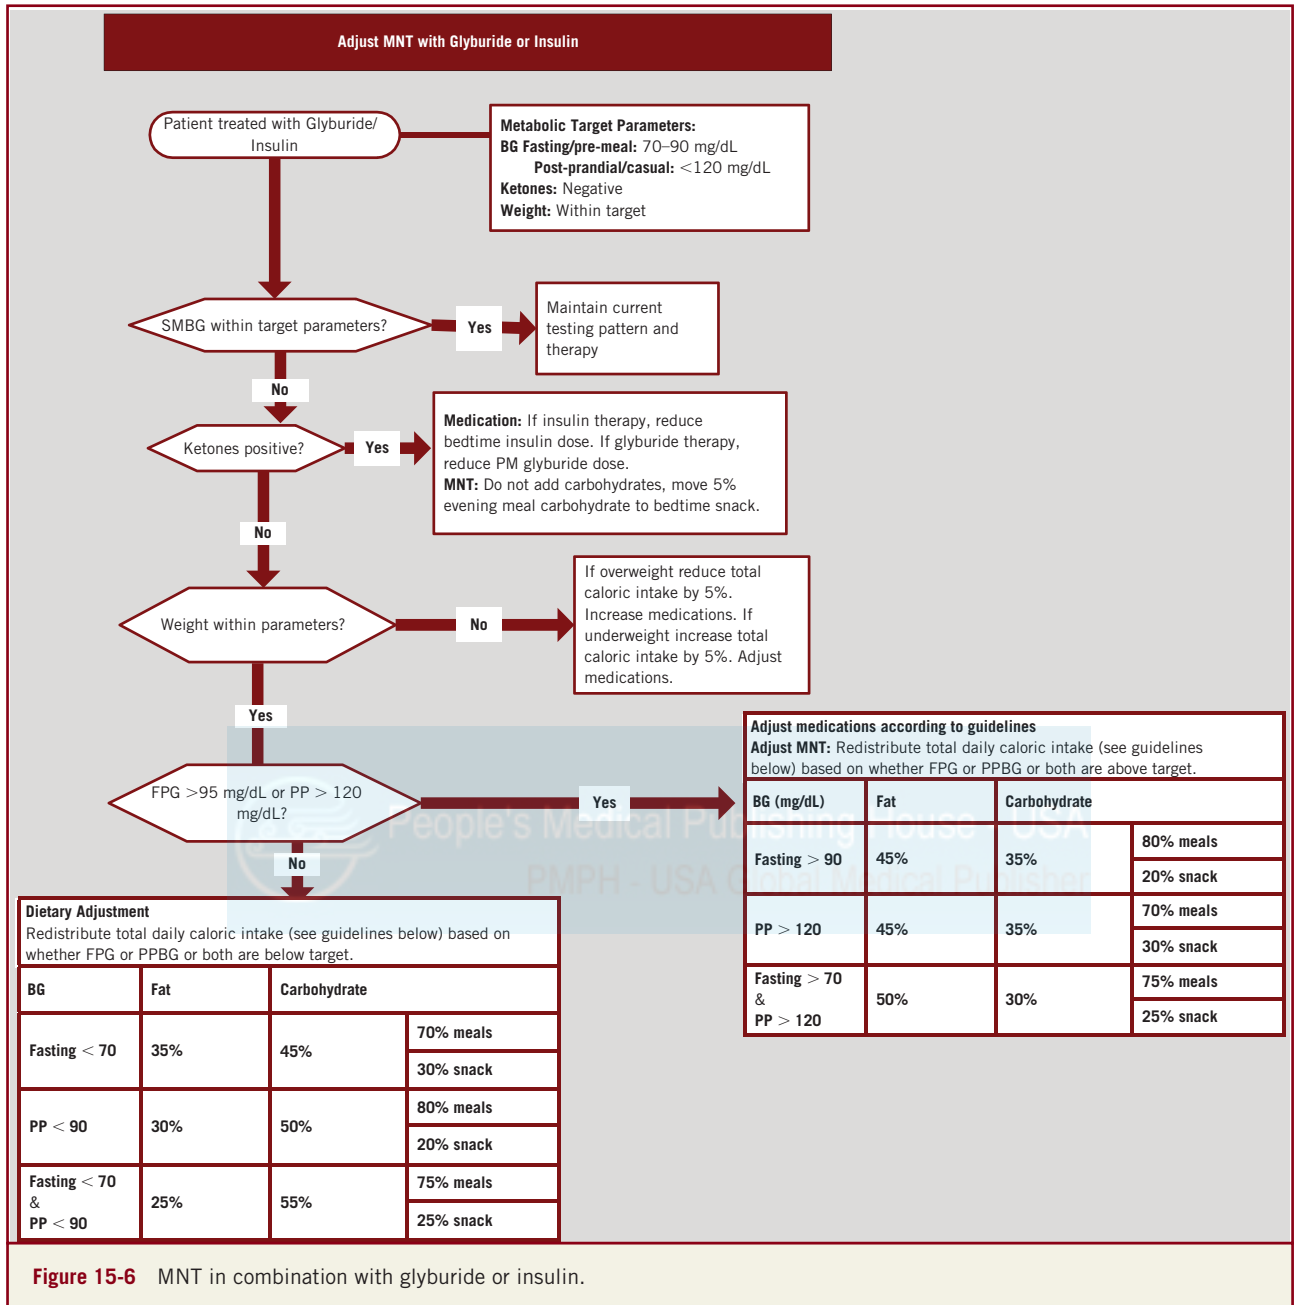 Adjust MNT with Glyburide or Insulin
Patient treated with Glyburide/
Insulin
Metabolic Target Parameters:
BG Fasting/pre-meal: 70–90 mg/dL
Post-prandial/casual: <120 mg/dL
Ketones: Negative
Weight: Within target
SMBG within target parameters?
Yes
Maintain current
testing pattern and
therapy
No
Ketones positive?
Yes
Medication: If insulin therapy, reduce
bedtime insulin dose. If glyburide therapy,
reduce PM glyburide dose.
MNT: Do not add carbohydrates, move 5%
evening meal carbohydrate to bedtime snack.
No
Weight within parameters?
No
If overweight reduce total
caloric intake by 5%.
Increase medications. If
underweight increase total
caloric intake by 5%. Adjust
medications.
Yes
FPG >95 mg/dL or PP > 120
mg/dL?
Yes
Adjust medications according to guidelines
Adjust MNT: Redistribute total daily caloric intake (see guidelines
below) based on whether FPG or PPBG or both are above target.
BG (mg/dL) Fat Carbohydrate
Fasting > 90 45% 35%
80% meals
20% snack
PP > 120 45% 35%
70% meals
30% snack
Fasting > 70
&
PP > 120
50% 30%
75% meals
25% snack
People's Medical Publishing House - USA
PMPH - USA Global Medical Publisher
No
Dietary Adjustment
Redistribute total daily caloric intake (see guidelines below) based on
whether FPG or PPBG or both are below target.
BG Fat Carbohydrate
Fasting < 70 35% 45%
70% meals
30% snack
PP < 90 30% 50%
80% meals
20% snack
Fasting < 70
&
PP < 90
25% 55%
75% meals
25% snack
Figure 15-6 MNT in combination with glyburide or insulin.